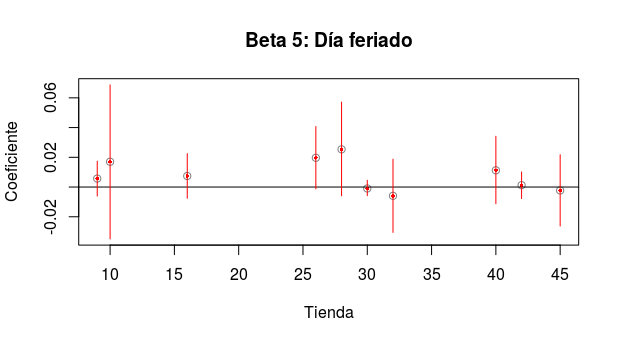 Beta 5: Día feriado
Coeficiente
0.06
0.02
-0.02
10 15 20 25 30 35 40 45
Tienda